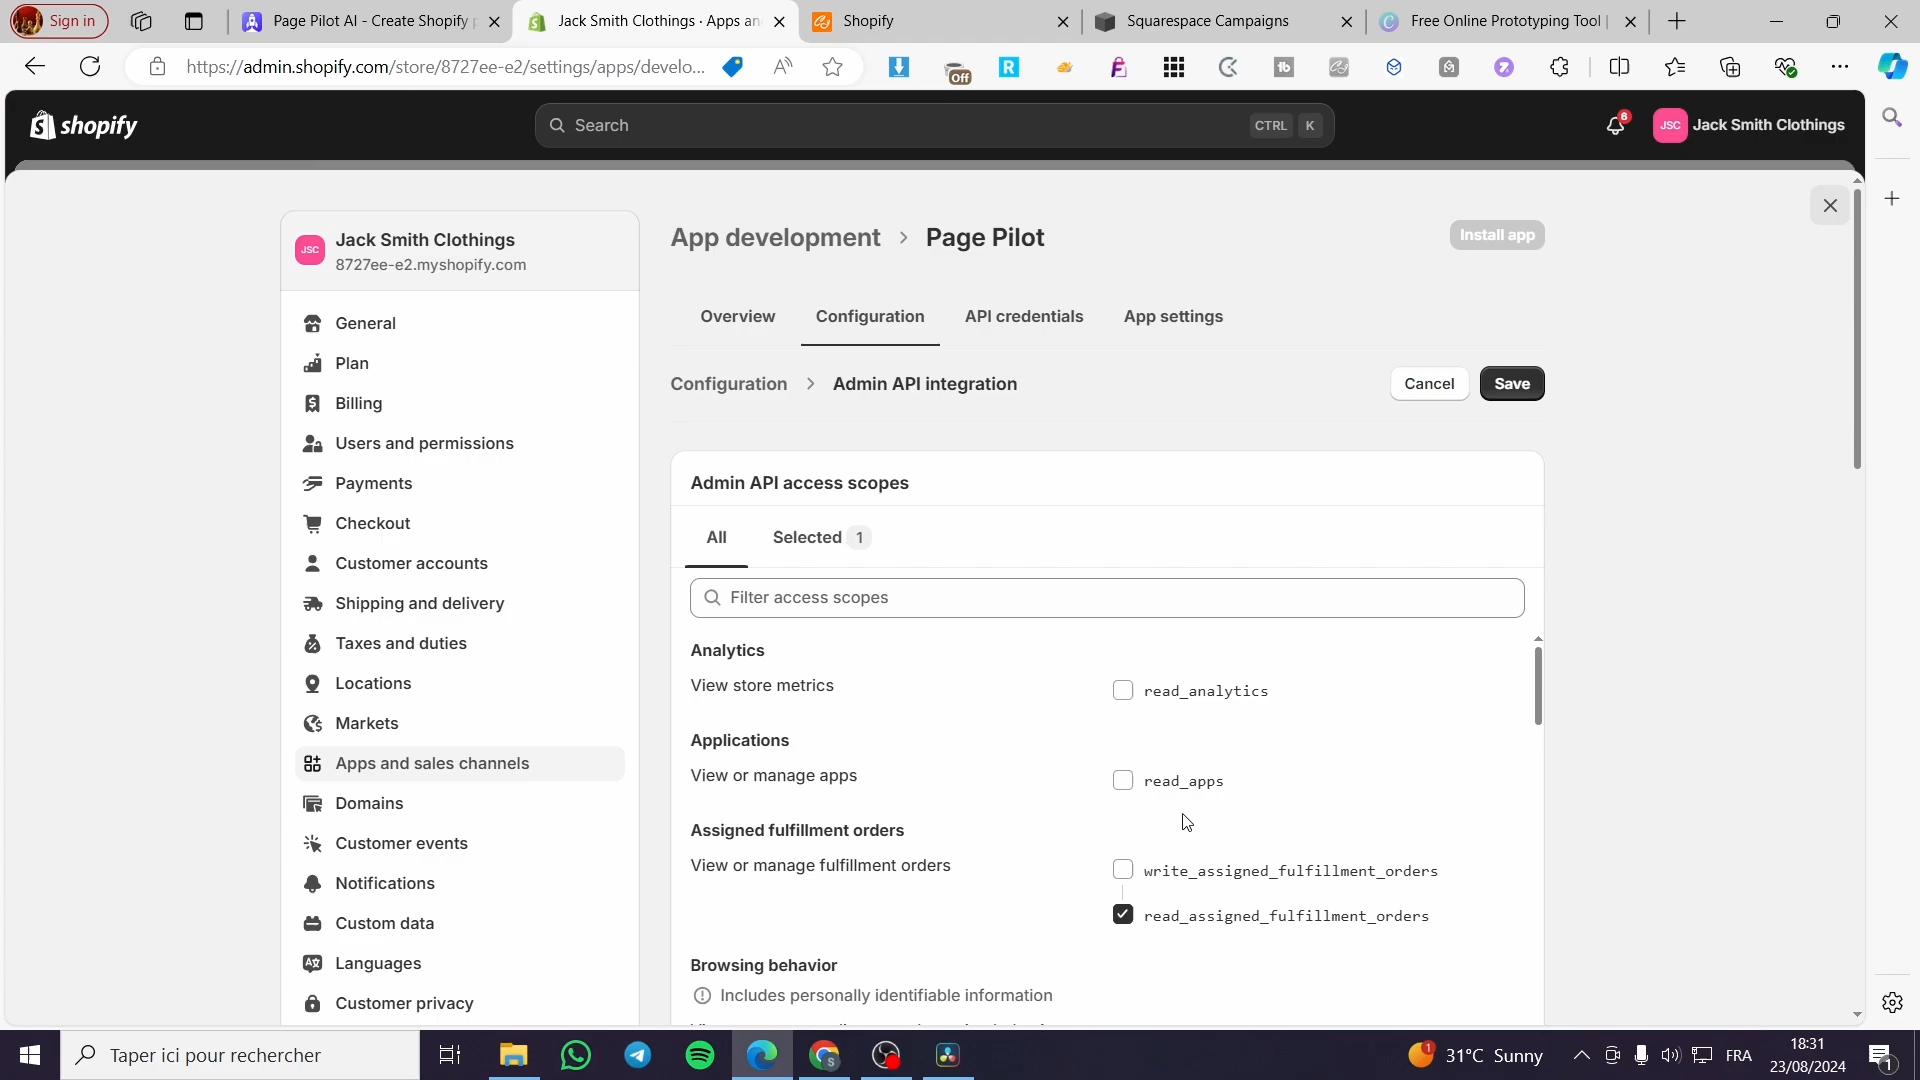 Sign in
Page Pilot AI - Create Shopify p
Jack Smith Clothings · Apps an
Shopify
Squarespace Campaigns
Free Online Prototyping Tool |
https://admin.shopify.com/store/8727ee-e2/settings/apps/develo...
Off
shopify
Search
CTRL K
6
JSC
Jack Smith Clothings
JSC
Jack Smith Clothings
8727ee-e2.myshopify.com
General
Plan
Billing
Users and permissions
Payments
Checkout
Customer accounts
Shipping and delivery
Taxes and duties
Locations
Markets
Apps and sales channels
Domains
Customer events
Notifications
Custom data
Languages
Customer privacy
App development > Page Pilot
Install app
Overview
Configuration
API credentials
App settings
Configuration > Admin API integration
Cancel
Save
Admin API access scopes
All
Selected 1
Filter access scopes
Analytics
View store metrics
read_analytics
Applications
View or manage apps
read_apps
Assigned fulfillment orders
View or manage fulfillment orders
write_assigned_fulfillment_orders
read_assigned_fulfillment_orders
Browsing behavior
Includes personally identifiable information
Taper ici pour rechercher
1
31°C Sunny
FRA
18:31
23/08/2024
1